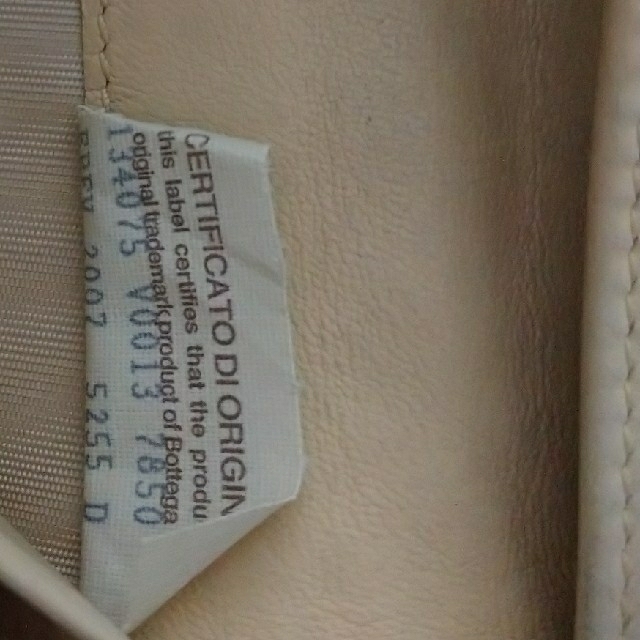 CERTIFICATO DI ORIGIN
this label certifies that the produ
original trademark product of Bottega
134075 V0013 7850
2007 5255 D